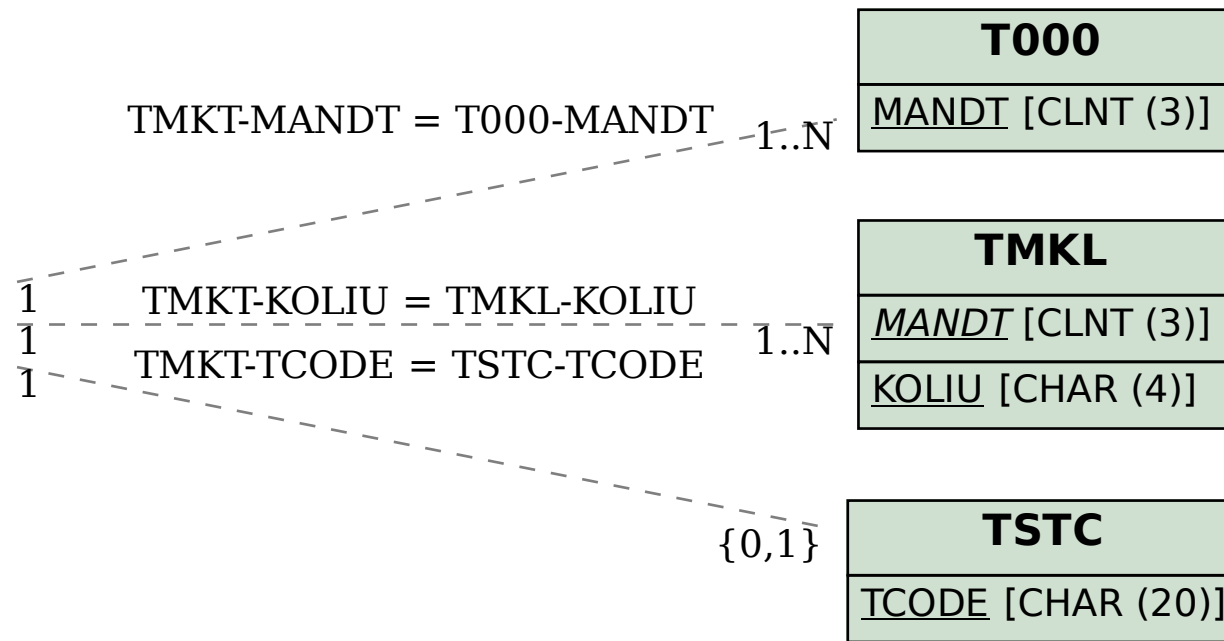 T000
TMKT-MANDT = T000-MANDT
1..N
MANDT [CLNT (3)]
TMKL
1
TMKT-KOLIU = TMKL-KOLIU
MANDT [CLNT (3)]
1
1..N
TMKT-TCODE = TSTC-TCODE
1
KOLIU [CHAR (4)]
{0,1}
TSTC
TCODE [CHAR (20)]